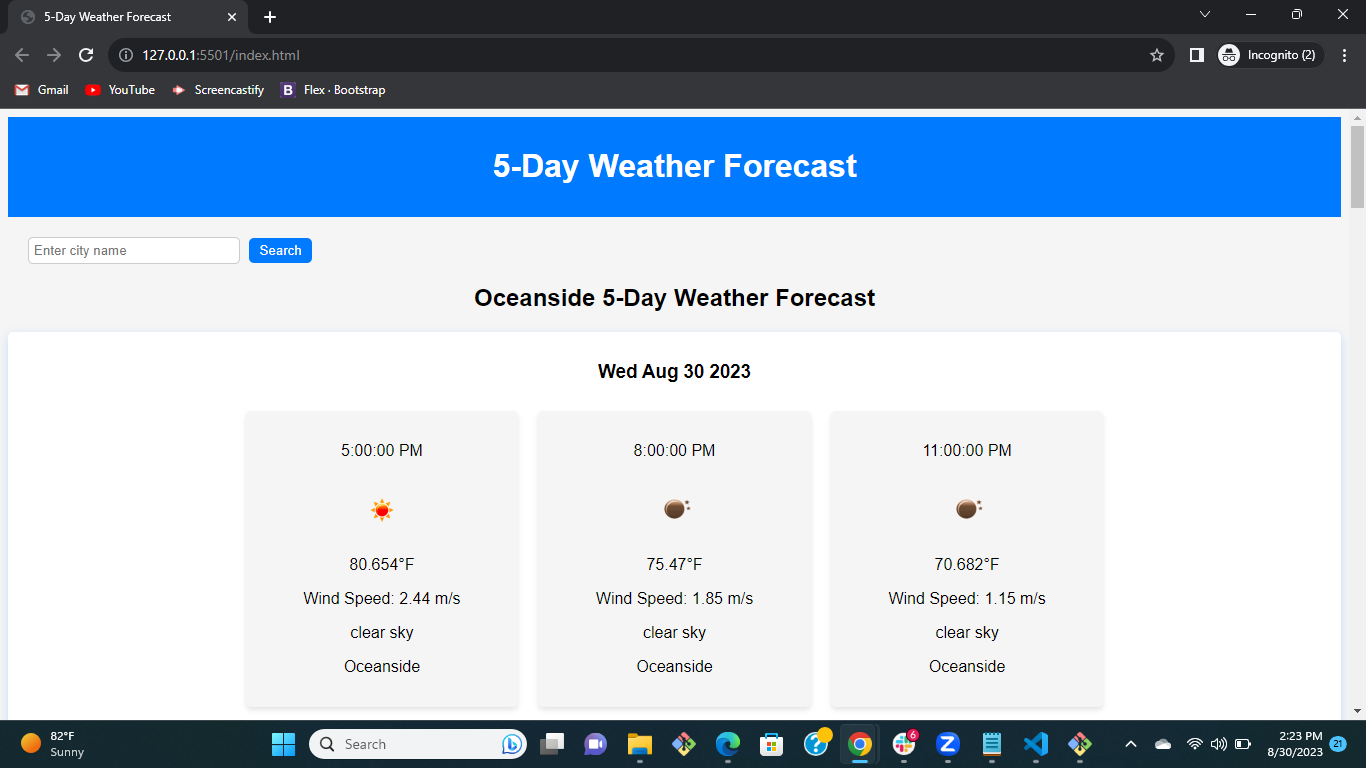 5-Day Weather Forecast
Incognito (2)
127.0.0.1:5501/index.html
Gmail YouTube Screencastify B Flex · Bootstrap
5-Day Weather Forecast
Enter city name Search
Oceanside 5-Day Weather Forecast
Wed Aug 30 2023
5:00:00 PM 8:00:00 PM 11:00:00 PM
80.654°F 75.47°F 70.682°F
Wind Speed: 2.44 m/s Wind Speed: 1.85 m/s Wind Speed: 1.15 m/s
clear sky clear sky clear sky
Oceanside Oceanside Oceanside
82°F
Sunny
Search
6
2:23 PM
8/30/2023
21